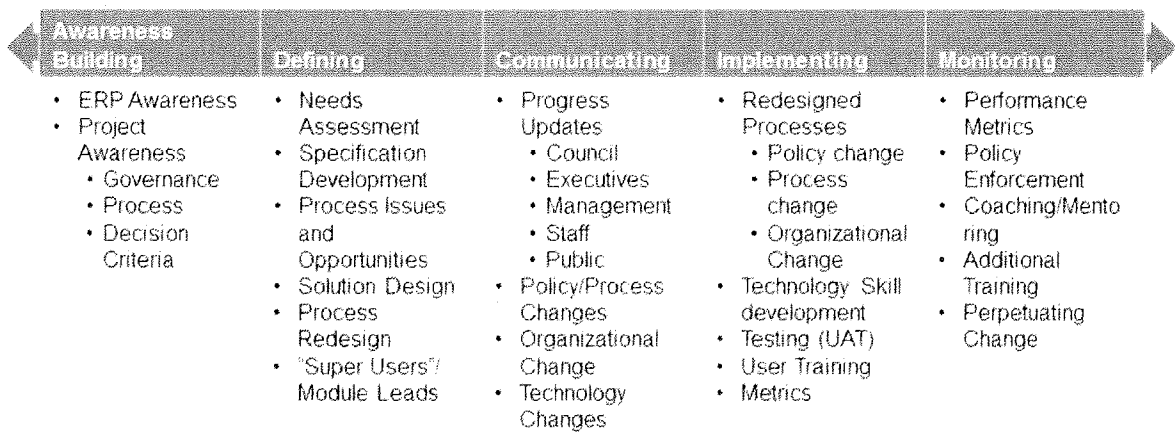 Awareness
Building
Defining
Communicating
Implementing
Monitoring
• ERP Awareness
• Project
Awareness
• Governance
• Process
• Decision
Criteria
• Needs
Assessment
• Specification
Development
• Process Issues
and
Opportunities
• Solution Design
• Process
Redesign
• "Super Users"/
Module Leads
• Progress
Updates
• Council
• Executives
• Management
• Staff
• Public
• Policy/Process
Changes
• Organizational
Change
• Technology
Changes
• Redesigned
Processes
• Policy change
• Process
change
• Organizational
Change
• Technology Skill
development
• Testing (UAT)
• User Training
• Metrics
• Performance
Metrics
• Policy
Enforcement
• Coaching/Mento
ring
• Additional
Training
• Perpetuating
Change